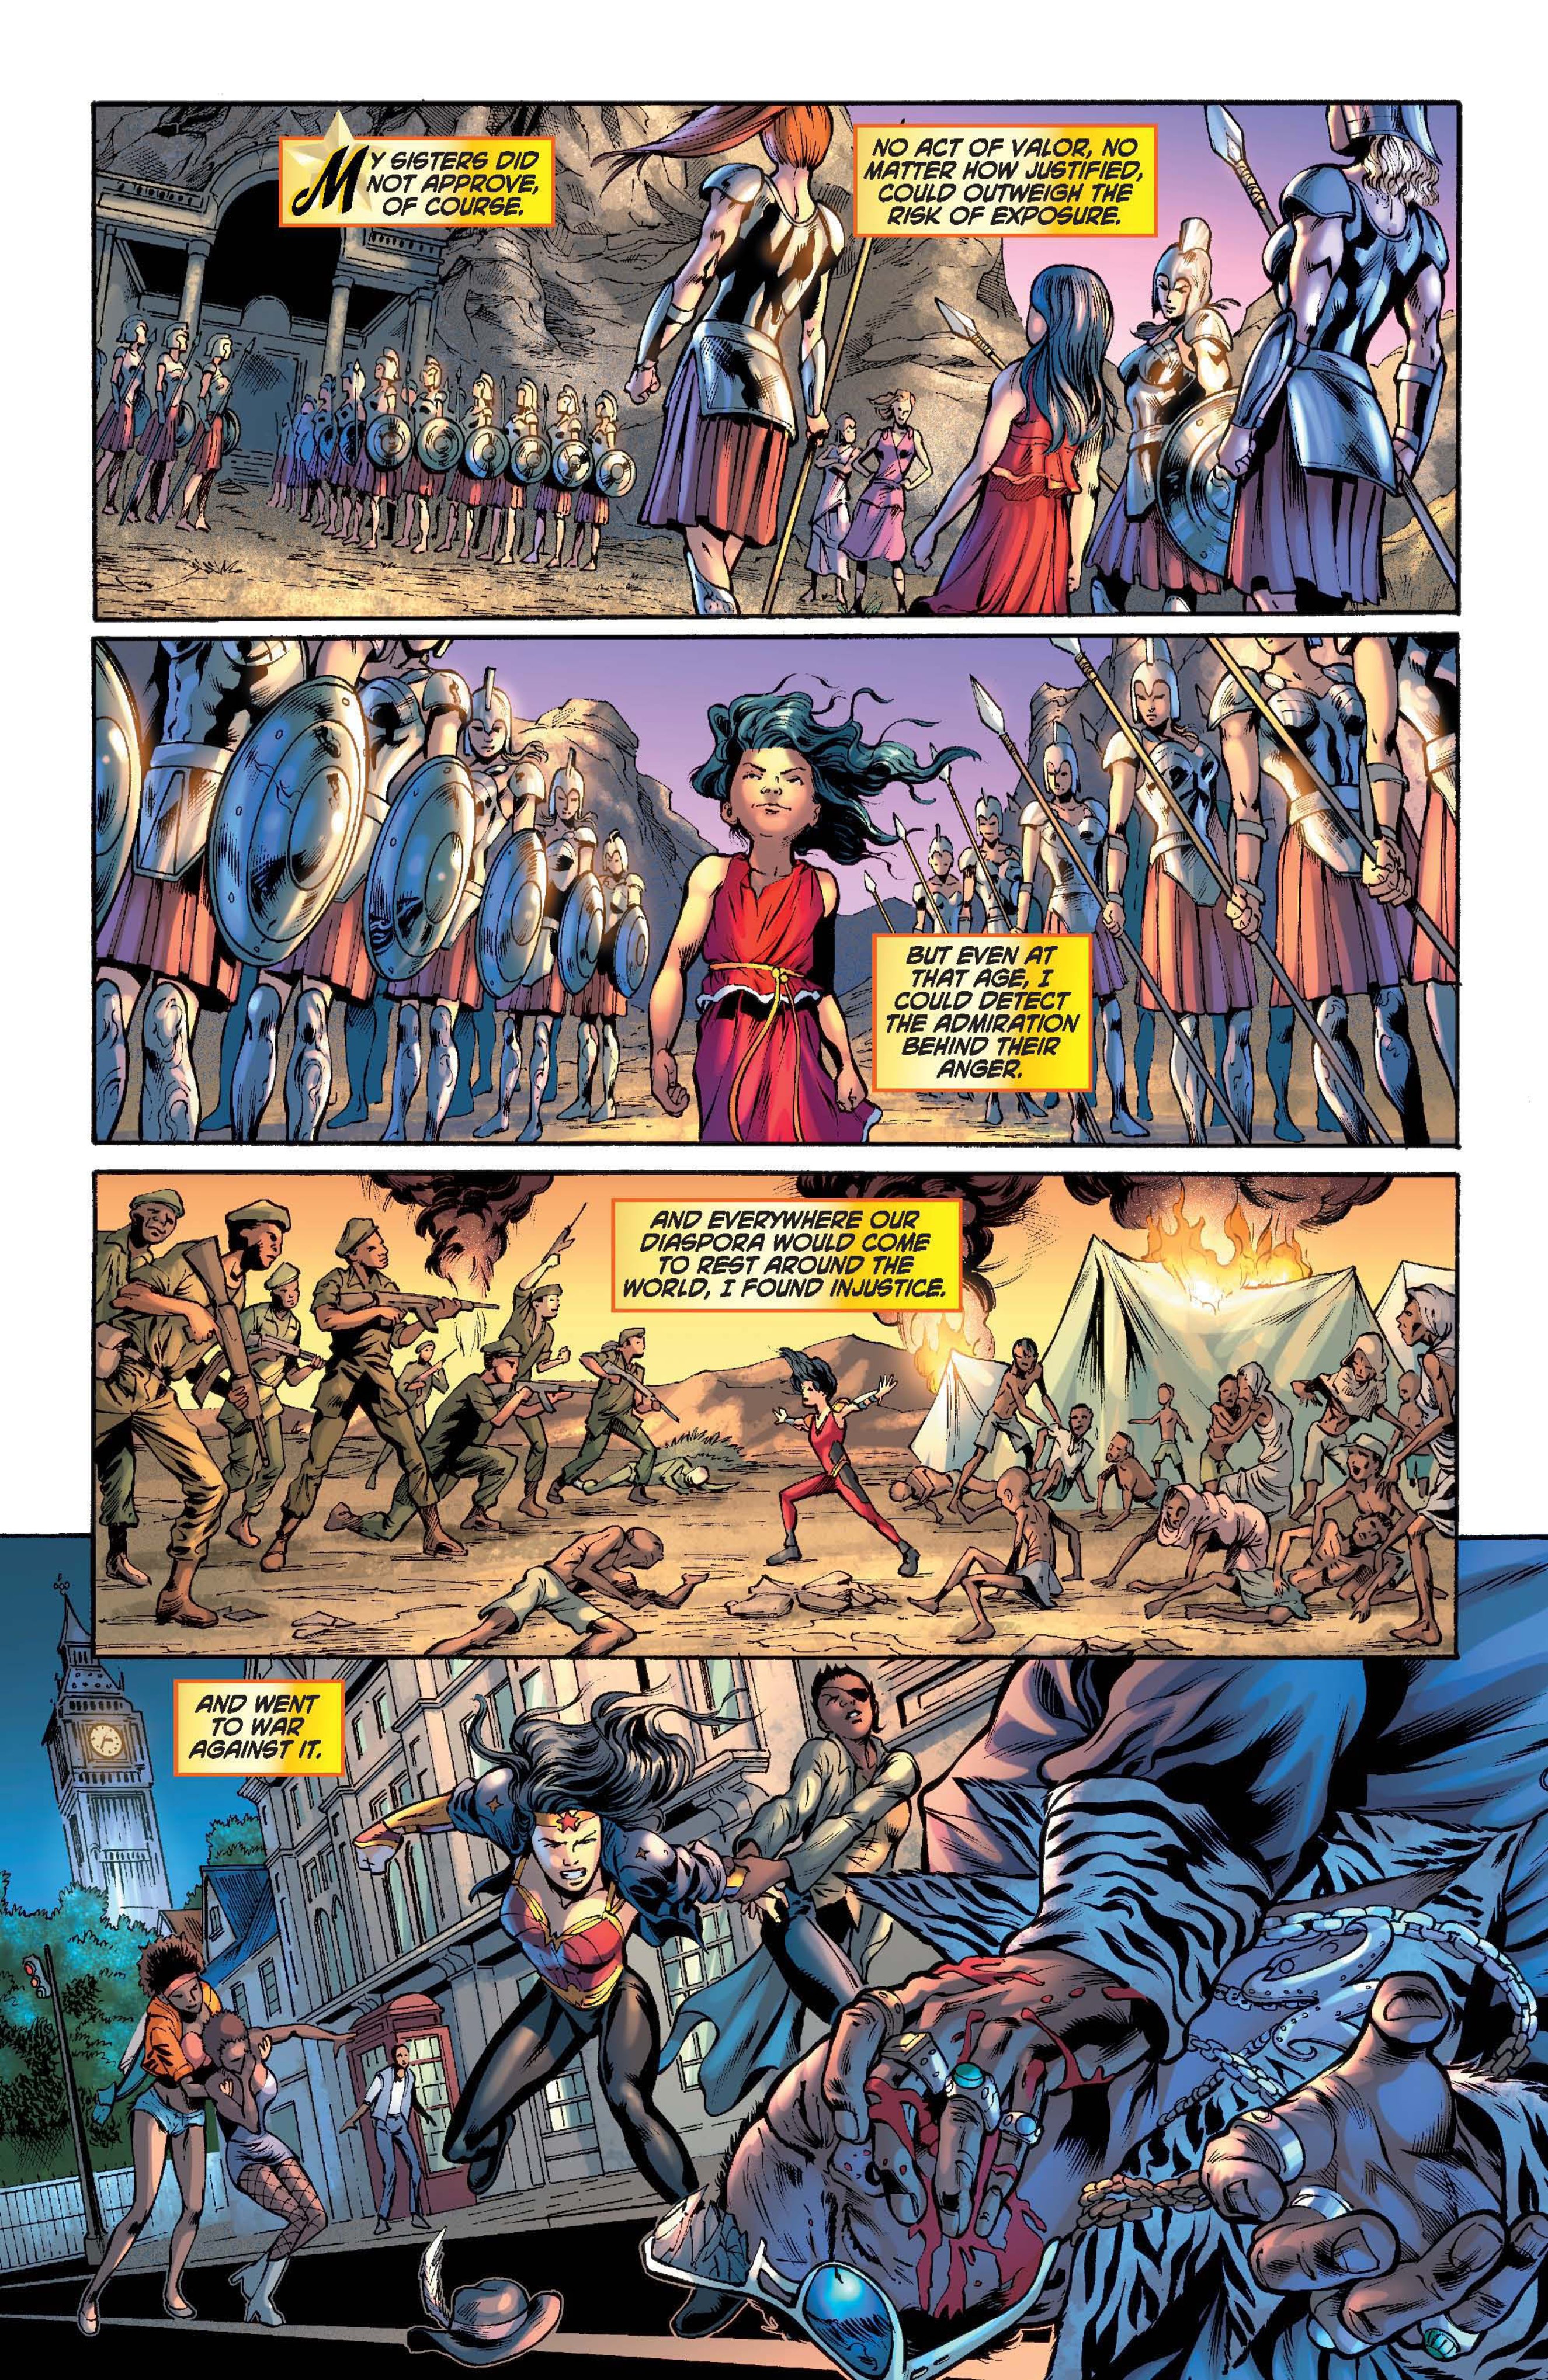 MY SISTERS DID
NOT APPROVE,
OF COURSE.
NO ACT OF VALOR, NO
MATTER HOW JUSTIFIED,
COULD OUTWEIGH THE
RISK OF EXPOSURE.
BUT EVEN AT
THAT AGE, I
COULD DETECT
THE ADMIRATION
BEHIND THEIR
ANGER.
AND EVERYWHERE OUR
DIASPORA WOULD COME
TO REST AROUND THE
WORLD, I FOUND INJUSTICE.
AND WENT
TO WAR
AGAINST IT.